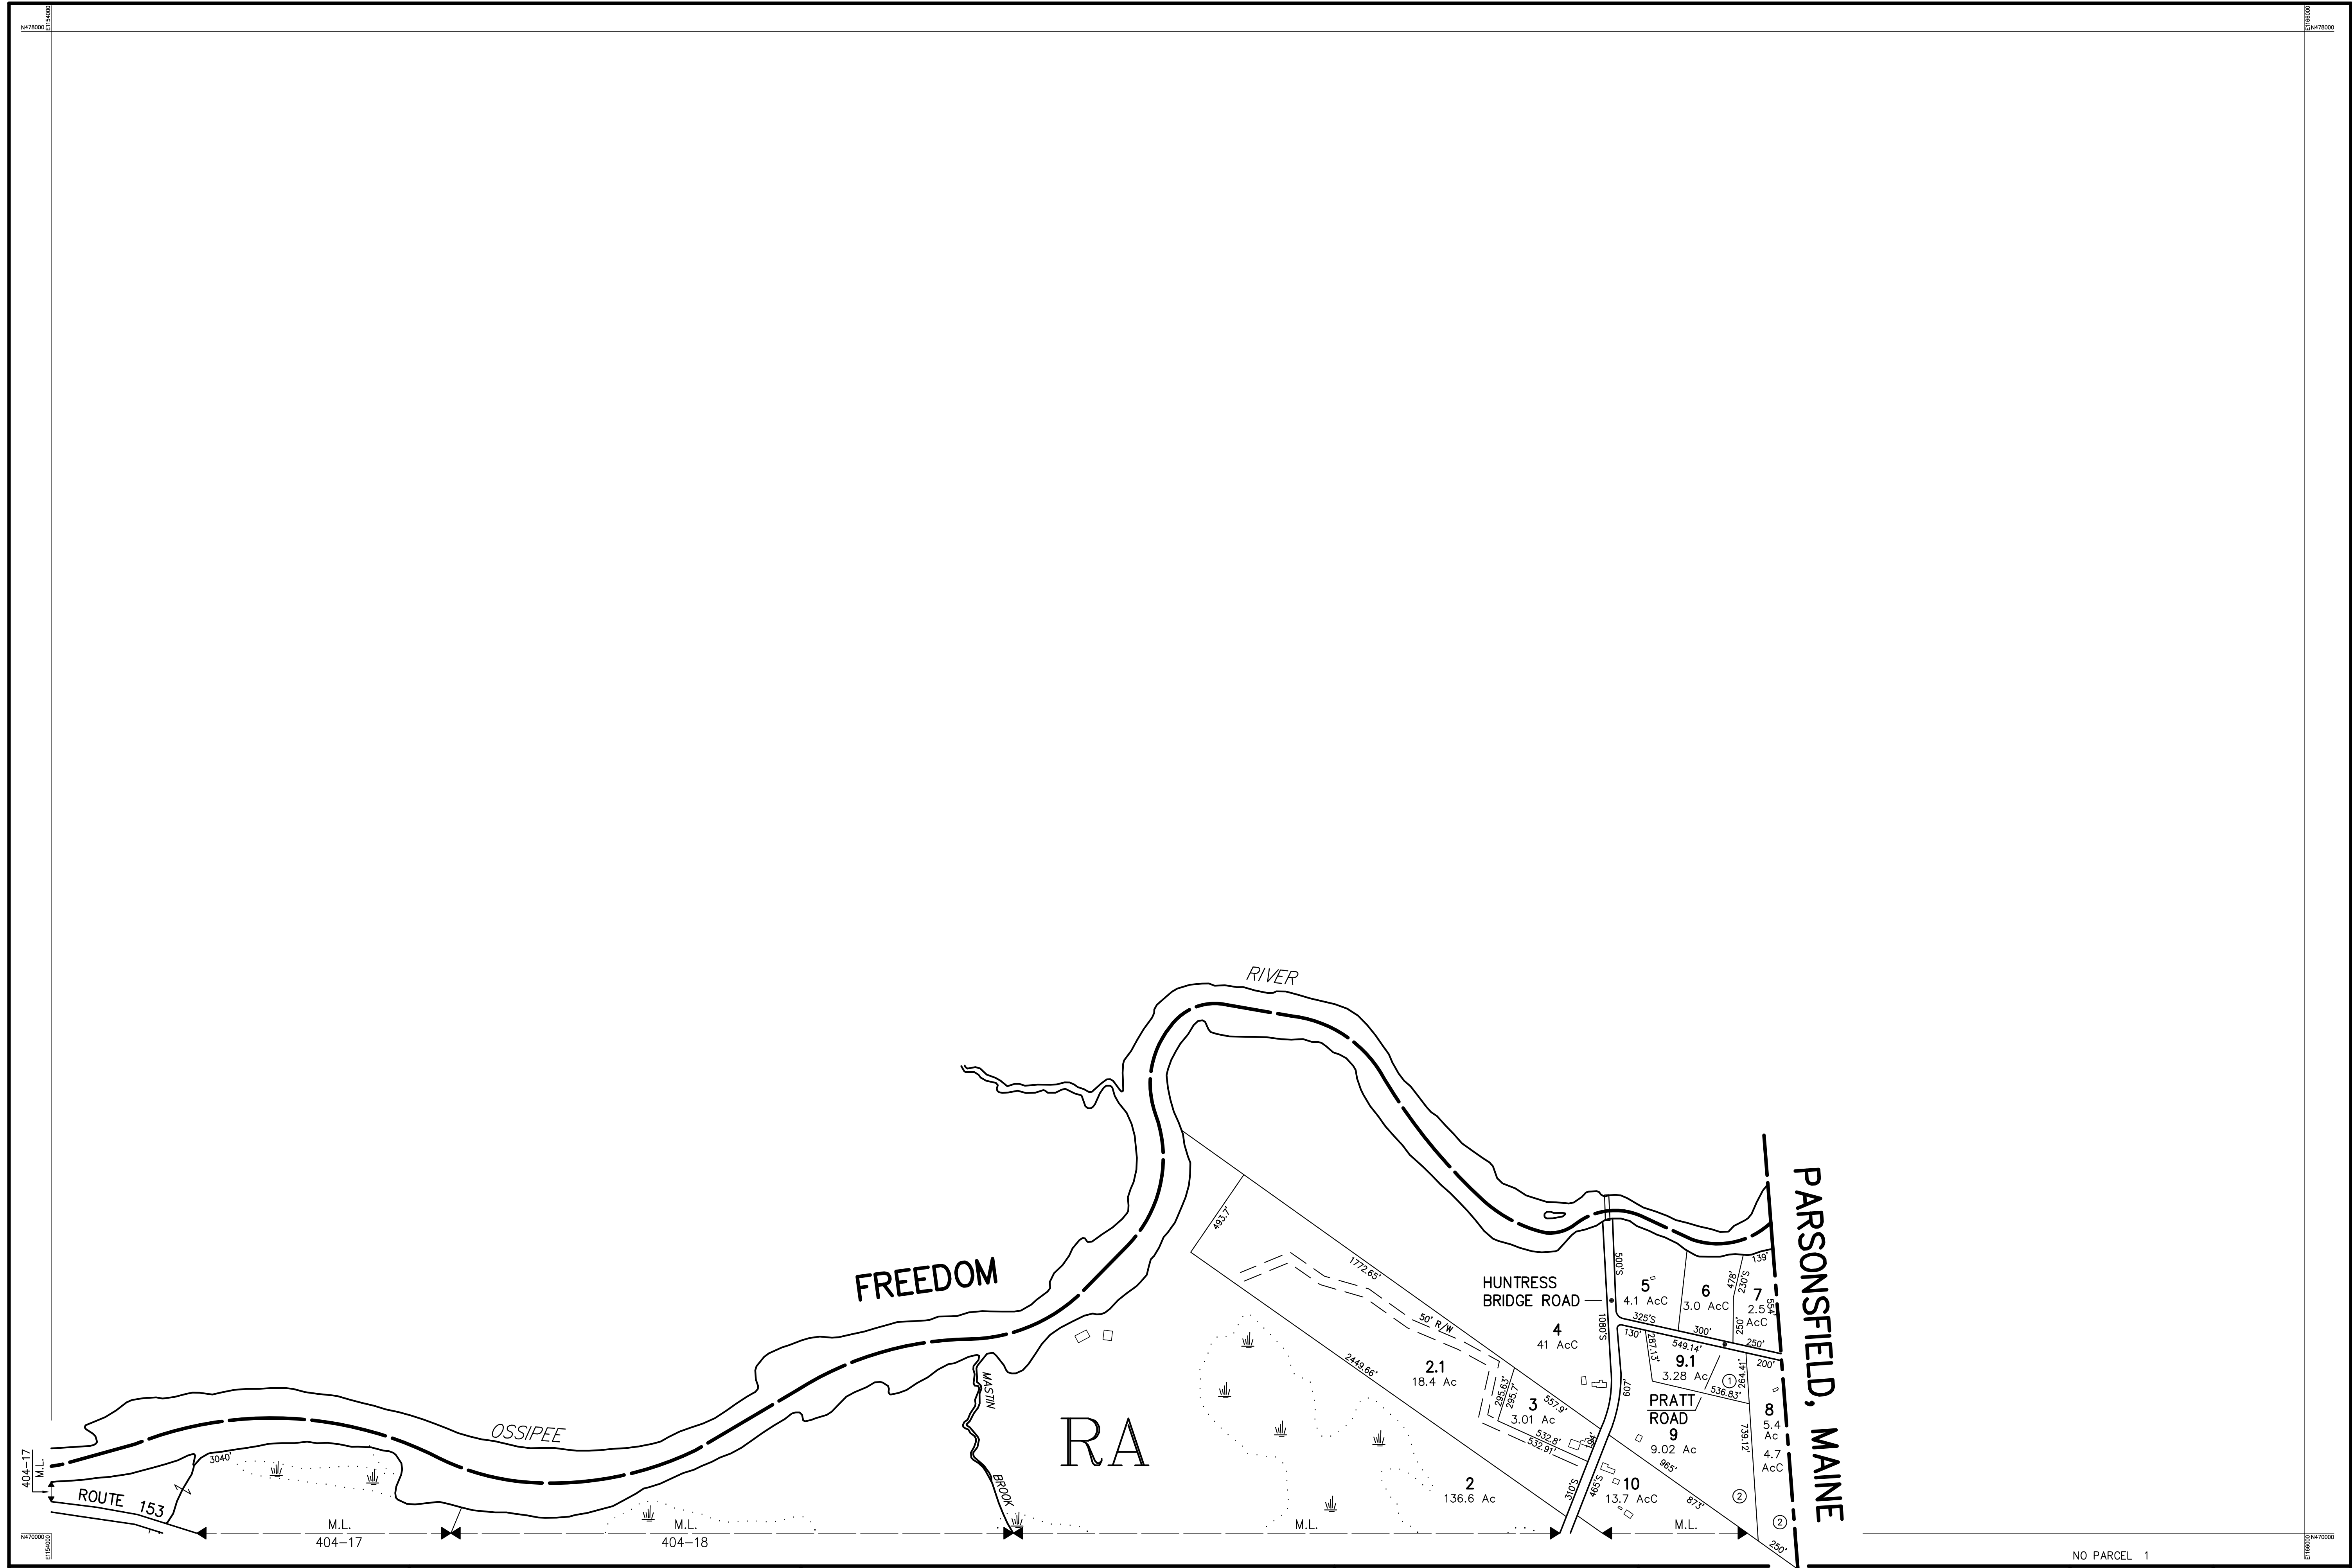 N478000
E1154000
E1166000
N478000
RIVER
FREEDOM
PARSONSFIELD, MAINE
OSSIPEE
MASTIN
BROOK
RA
ROUTE 153
3040'
404-17
M.L.
493.7'
1772.65'
50' R/W
2449.66'
2.1
18.4 Ac
295.63'
295.7'
3
3.01 Ac
557.9'
532.8'
532.91'
194'
2
136.6 Ac
310'S
465'S
HUNTRESS
BRIDGE ROAD
4
41 AcC
500'S
1080'S
607'
5
4.1 AcC
325'S
6
3.0 AcC
300'
478'
230'S
250'
139'
7
2.5
AcC
554'
250'
130'
287.13'
549.14'
9.1
3.28 Ac
536.83'
264.41'
1
200'
PRATT
ROAD
9
9.02 Ac
965'
739.12'
8
5.4
Ac
4.7
AcC
2
2
10
13.7 AcC
873'
250'
M.L.
404-17
M.L.
404-18
M.L.
M.L.
N470000
E1154000
E1166000
N470000
NO PARCEL 1